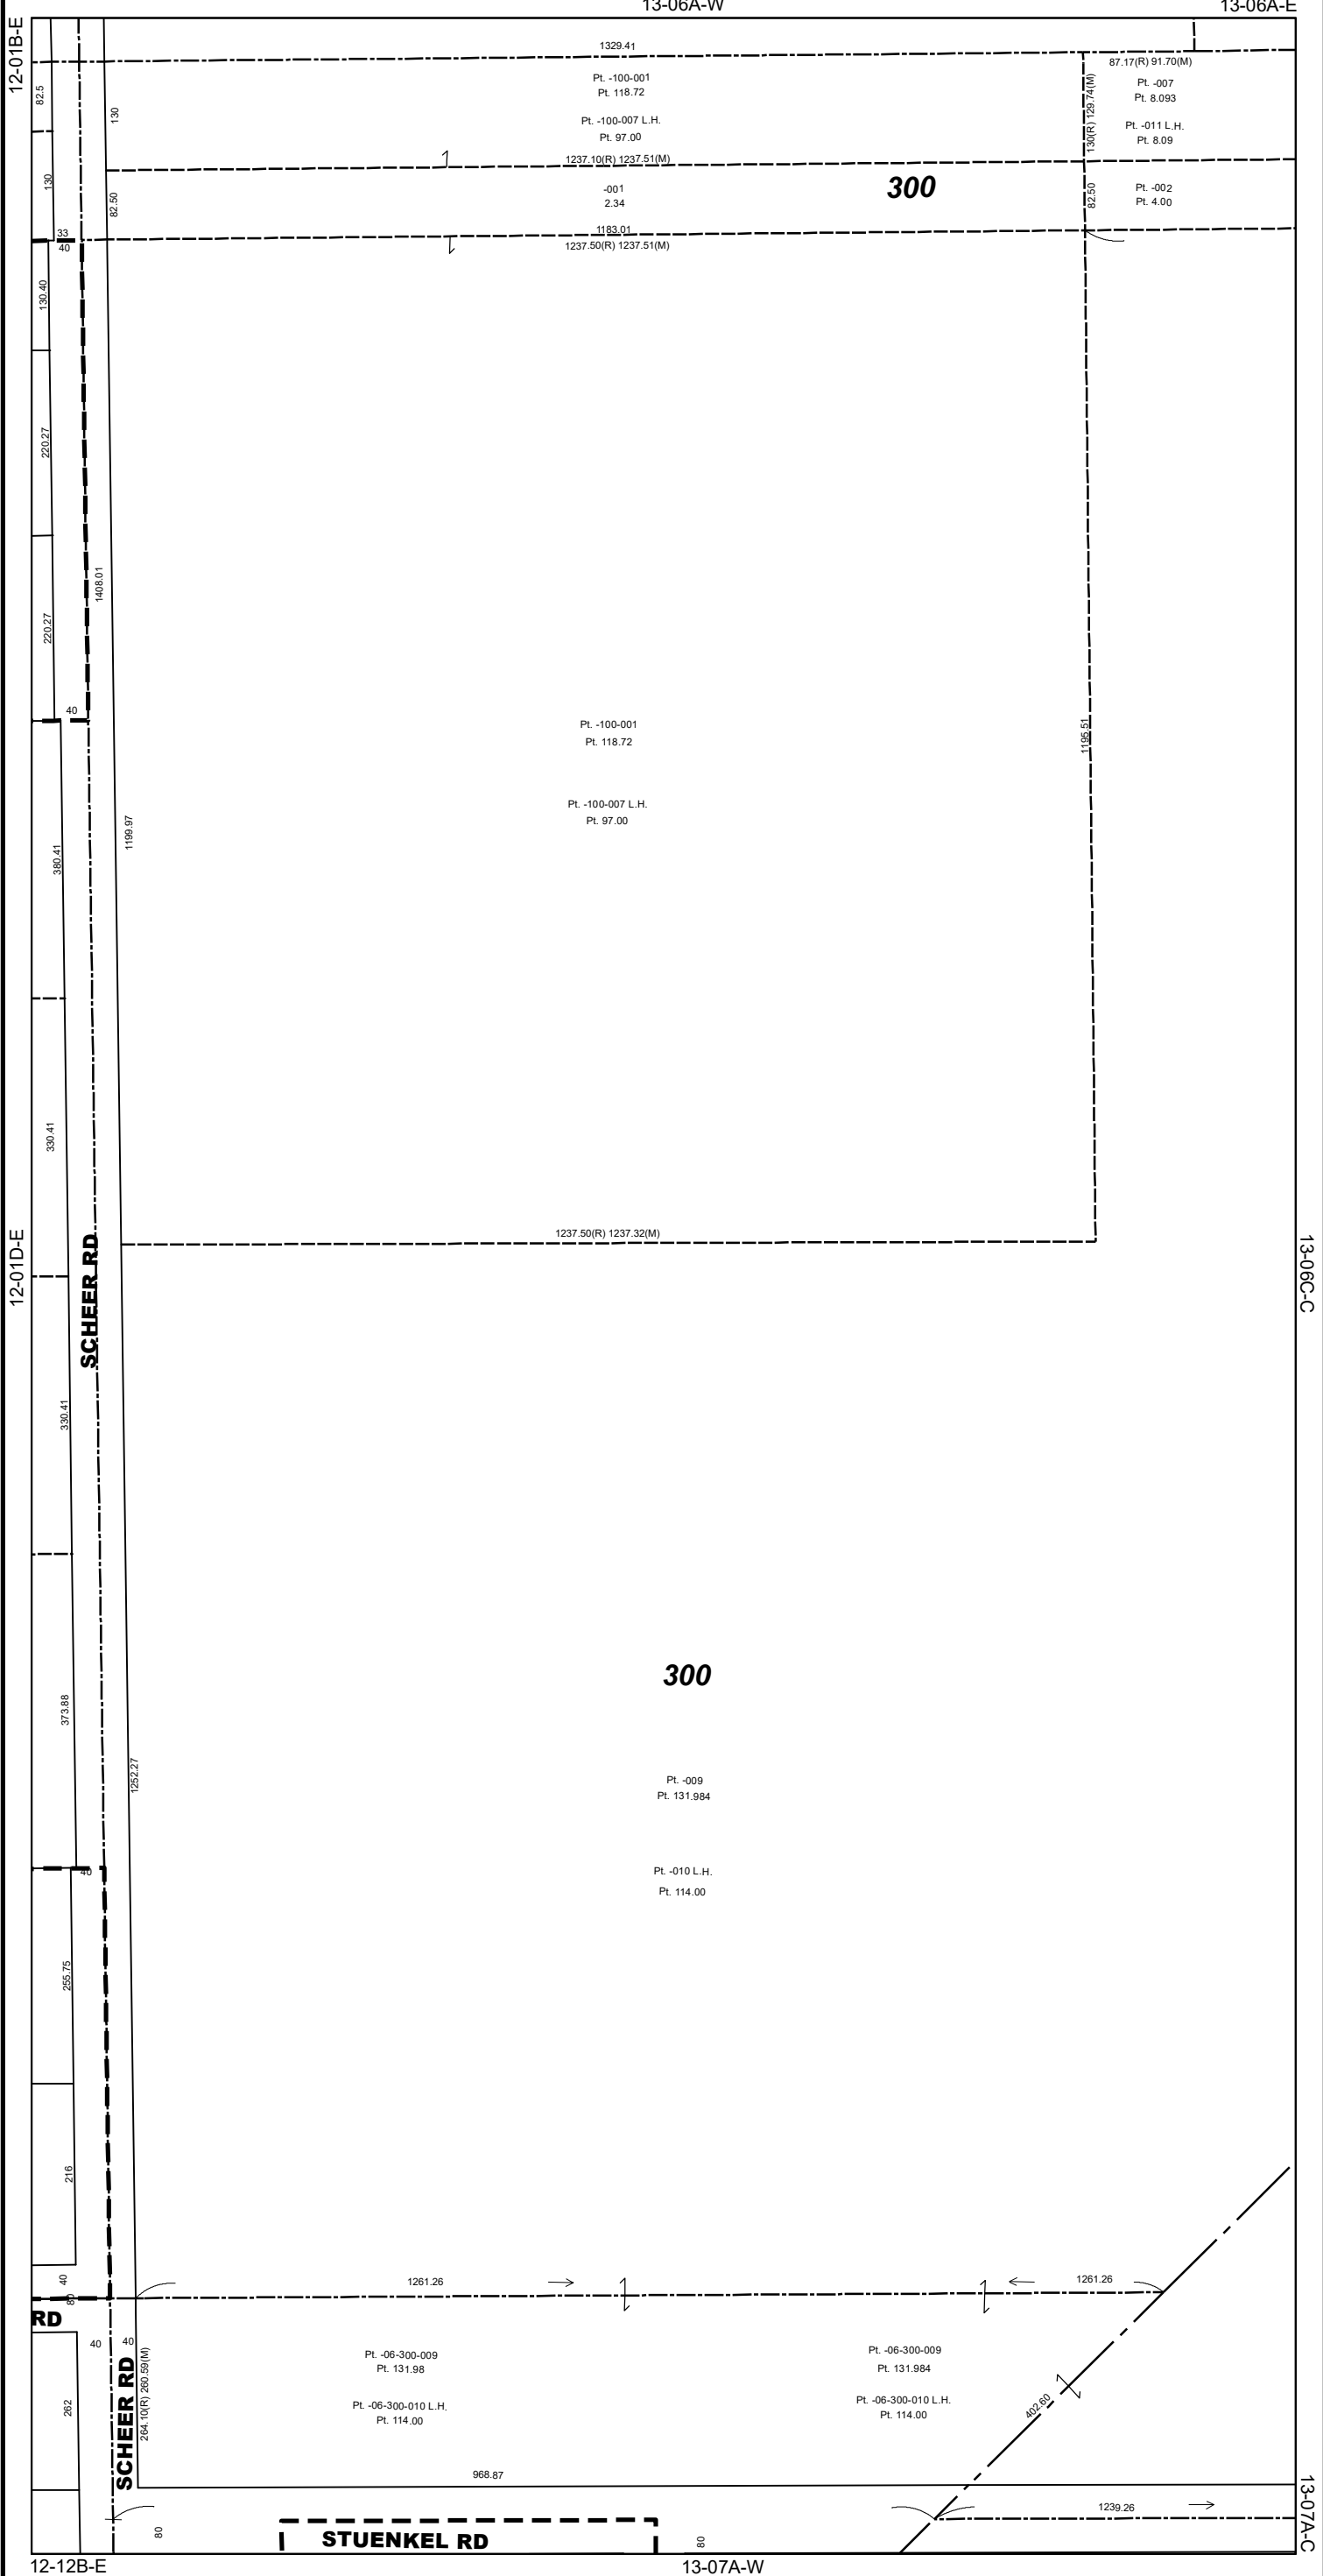 13-06A-W
13-06A-E
12-01B-E
1329.41
87.17(R) 91.70(M)
Pt. -100-001
Pt. 118.72
Pt. -007
Pt. 8.093
82.5
130
130(R) 129.74(M)
Pt. -100-007 L.H.
Pt. 97.00
Pt. -011 L.H.
Pt. 8.09
1237.10(R) 1237.51(M)
130
82.50
-001
2.34
300
82.50
Pt. -002
Pt. 4.00
33
40
1183.01
1237.50(R) 1237.51(M)
130.40
220.27
1408.01
220.27
40
Pt. -100-001
Pt. 118.72
1195.51
Pt. -100-007 L.H.
Pt. 97.00
1199.97
380.41
330.41
1237.50(R) 1237.32(M)
12-01D-E
SCHEER RD
13-06C-C
330.41
300
373.88
1252.27
Pt. -009
Pt. 131.984
40
Pt. -010 L.H.
Pt. 114.00
255.75
216
40
80
1261.26
1261.26
RD
40
40
SCHEER RD
264.10(R) 260.59(M)
Pt. -06-300-009
Pt. 131.98
Pt. -06-300-009
Pt. 131.984
Pt. -06-300-010 L.H.
Pt. 114.00
Pt. -06-300-010 L.H.
Pt. 114.00
402.60
262
968.87
1239.26
13-07A-C
80
STUENKEL RD
80
12-12B-E
13-07A-W